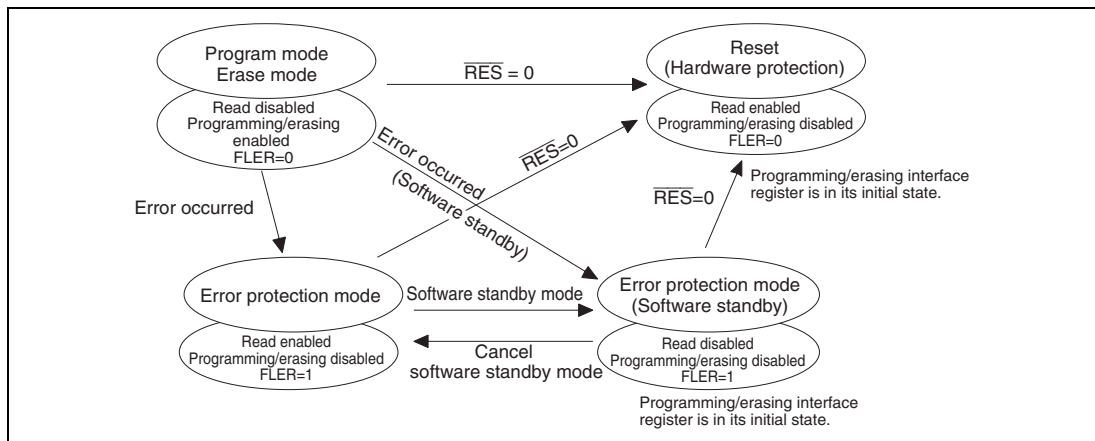 Program mode
Erase mode
Read disabled
Programming/erasing
enabled
FLER=0
RES = 0
Reset
(Hardware protection)
Read enabled
Programming/erasing disabled
FLER=0
Programming/erasing interface
register is in its initial state.
Error occurred
Error occurred
(Software standby)
RES=0
RES=0
Error protection mode
Read enabled
Programming/erasing disabled
FLER=1
Software standby mode
Cancel
software standby mode
Error protection mode
(Software standby)
Read disabled
Programming/erasing disabled
FLER=1
Programming/erasing interface
register is in its initial state.